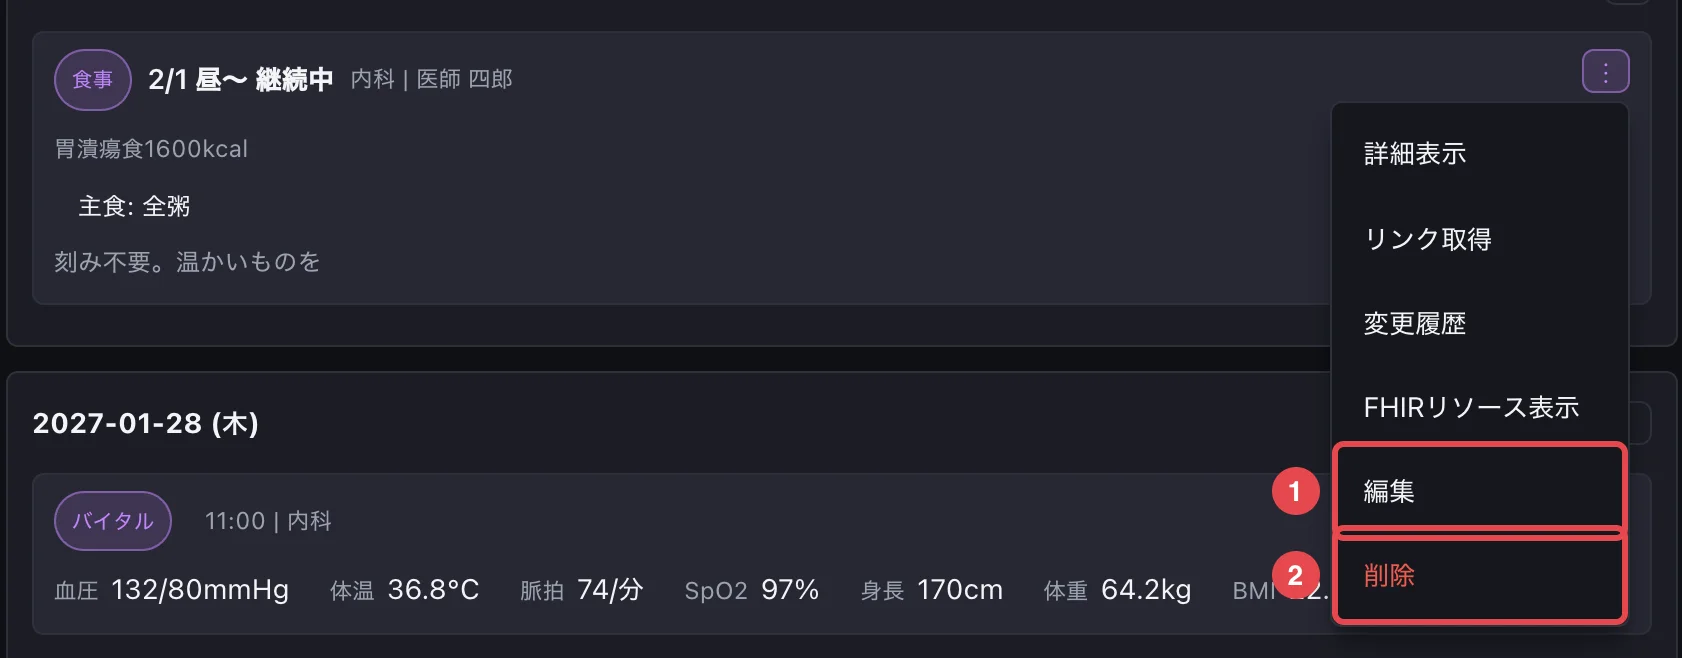 食事 2/1 昼〜 継続中 内科 | 医師 四郎
⋮
胃潰瘍食1600kcal
主食: 全粥
刻み不要。温かいものを
詳細表示
リンク取得
変更履歴
FHIRリソース表示
1 編集
2 削除
2027-01-28 (木)
バイタル 11:00 | 内科
血圧 132/80mmHg 体温 36.8°C 脈拍 74/分 SpO2 97% 身長 170cm 体重 64.2kg BMI